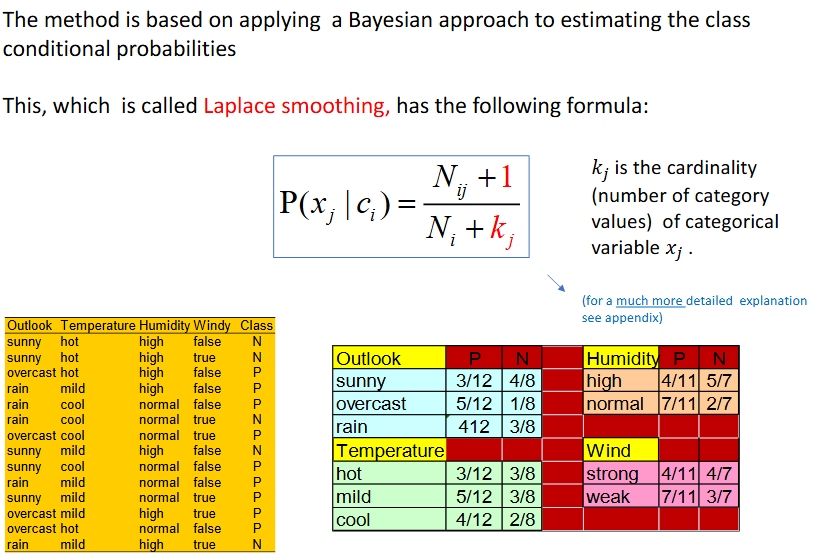 The method is based on applying a Bayesian approach to estimating the class
conditional probabilities
This, which is called Laplace smoothing, has the following formula:
P(x_j | c_i) = (N_ij + 1) / (N_i + k_j)
k_j is the cardinality
(number of category
values) of categorical
variable x_j .
(for a much more detailed explanation
see appendix)
Outlook Temperature Humidity Windy Class
sunny hot high false N
sunny hot high true N
overcast hot high false P
rain mild high false P
rain cool normal false P
rain cool normal true N
overcast cool normal true P
sunny mild high false N
sunny cool normal false P
rain mild normal false P
sunny mild normal true P
overcast mild high true P
overcast hot normal false P
rain mild high true N
Outlook P N
sunny 3/12 4/8
overcast 5/12 1/8
rain 412 3/8
Temperature
hot 3/12 3/8
mild 5/12 3/8
cool 4/12 2/8
Humidity P N
high 4/11 5/7
normal 7/11 2/7
Wind
strong 4/11 4/7
weak 7/11 3/7